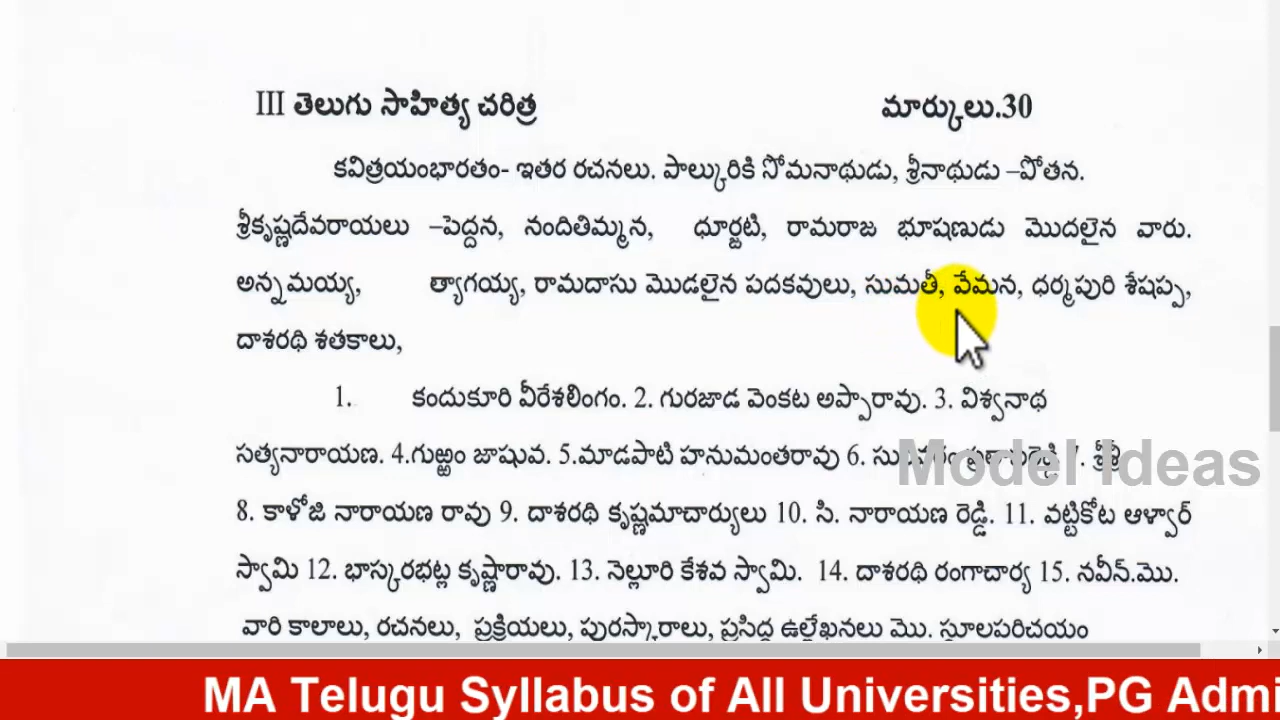 III తెలుగు సాహిత్య చరిత్ర మార్కులు.30
కవిత్రయంభారతం- ఇతర రచనలు. పాల్కురికి సోమనాథుడు, శ్రీనాథుడు –పోతన.
శ్రీకృష్ణదేవరాయలు –పెద్దన, నందితిమ్మన, ధూర్జటి, రామరాజ భూషణుడు మొదలైన వారు.
అన్నమయ్య, త్యాగయ్య, రామదాసు మొడలైన పదకవులు, సుమతీ, వేమన, ధర్మపురి శేషప్ప,
దాశరథి శతకాలు,
1. కందుకూరి వీరేశలింగం. 2. గురజాడ వెంకట అప్పారావు. 3. విశ్వనాథ
సత్యనారాయణ. 4.గుఱ్ఱం జాషువ. 5.మాడపాటి హనుమంతరావు 6. 7. శ్రీశ్రీ
Model Ideas
8. కాళోజి నారాయణ రావు 9. దాశరథి కృష్ణమాచార్యులు 10. సి. నారాయణ రెడ్డి. 11. వట్టికోట ఆళ్వార్
స్వామి 12. భాస్కరభట్ల కృష్ణారావు. 13. నెల్లూరి కేశవ స్వామి. 14. దాశరథి రంగాచార్య 15. నవీన్.మొ.
వారి కాలాలు, రచనలు, ప్రక్రియలు, పురస్కారాలు, ప్రసిద్ద ఉల్లేఖనలు మొ. స్థూలపరిచయం
MA Telugu Syllabus of All Universities,PG Admi